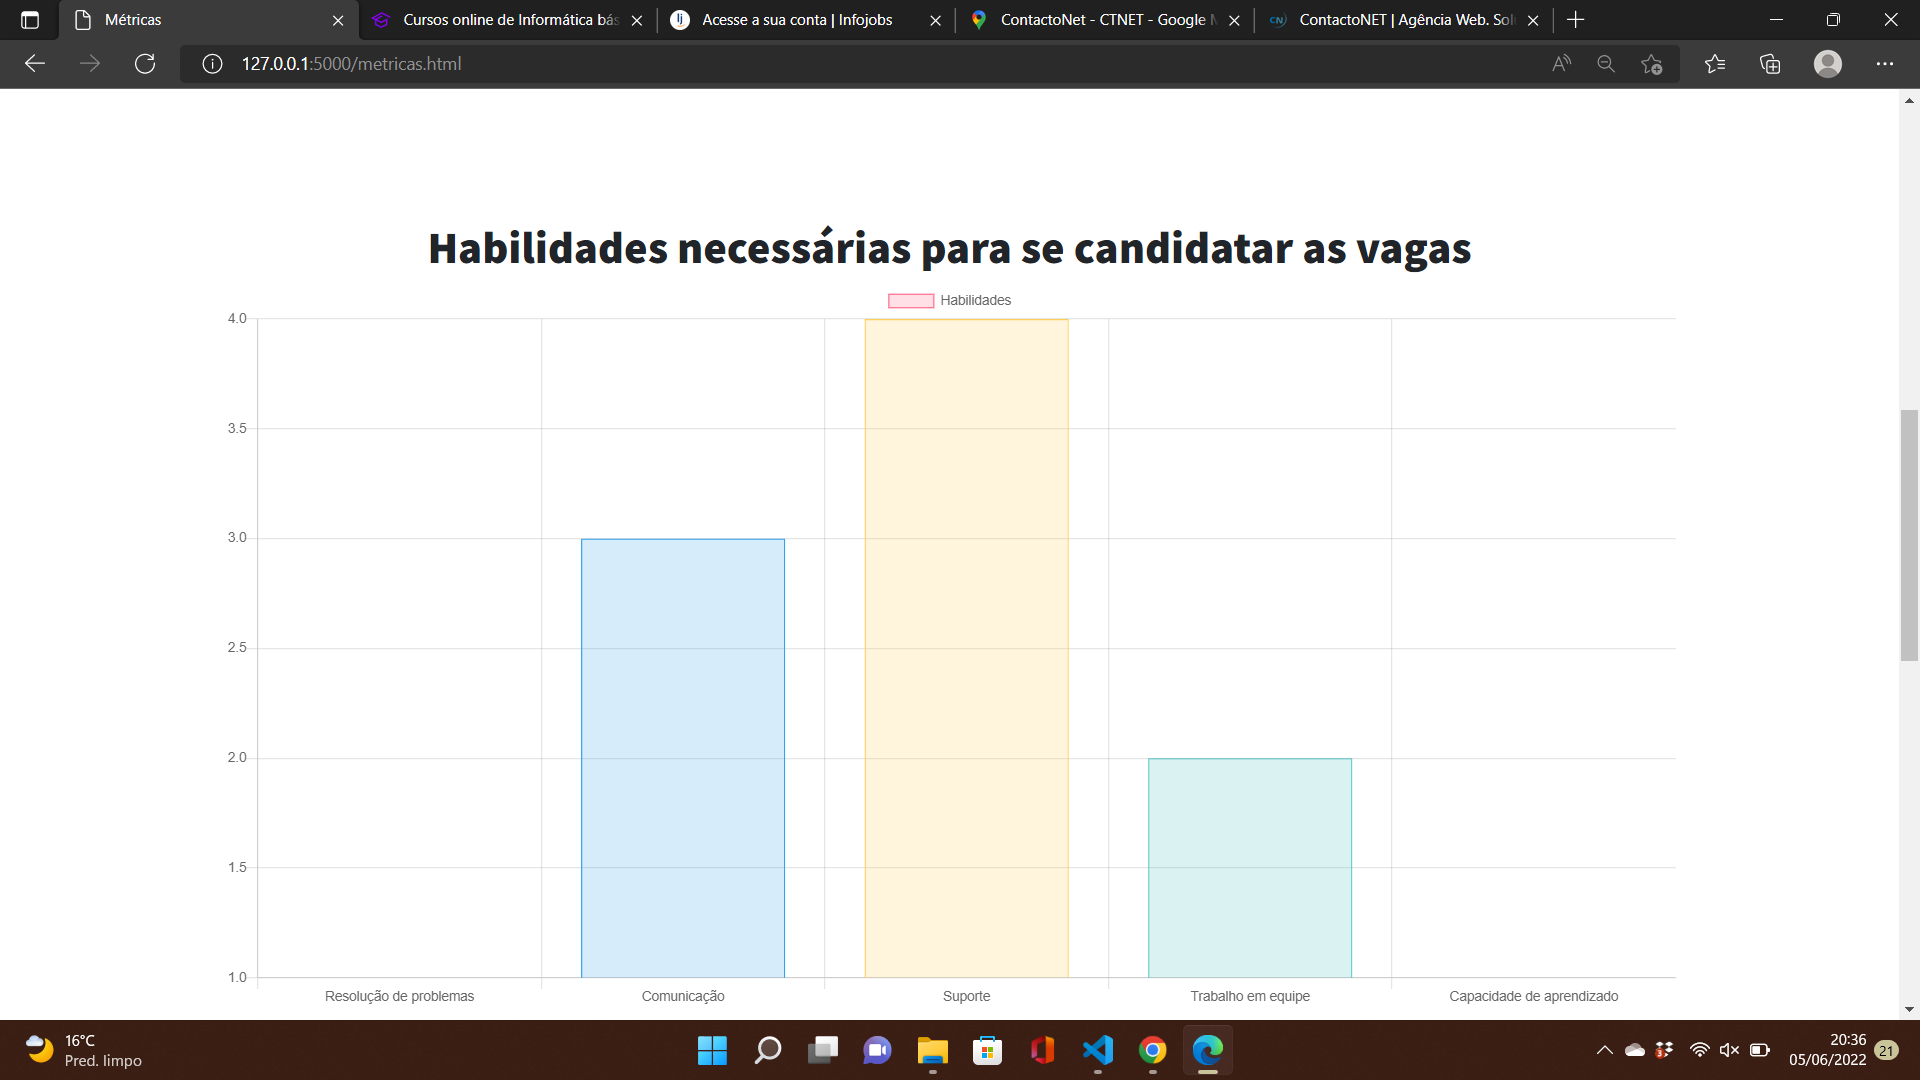 Métricas
Cursos online de Informática bás
Acesse a sua conta | Infojobs
ContactoNet - CTNET - Google M
ContactoNET | Agência Web. Solu
127.0.0.1:5000/metricas.html
Habilidades necessárias para se candidatar as vagas
Habilidades
4.0
3.5
3.0
2.5
2.0
1.5
1.0
Resolução de problemas
Comunicação
Suporte
Trabalho em equipe
Capacidade de aprendizado
16°C
Pred. limpo
20:36
05/06/2022
21